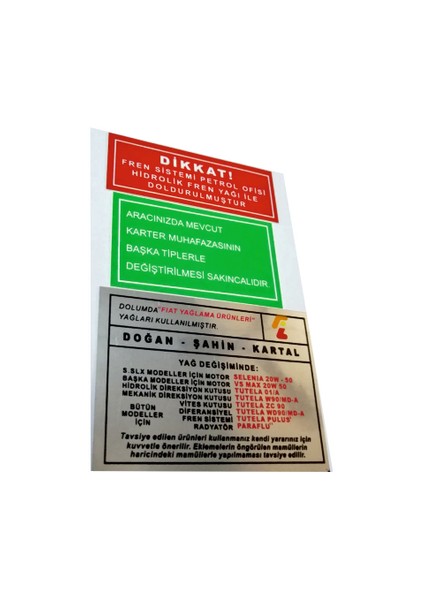 DİKKAT!
FREN SİSTEMİ PETROL OFİSİ
HİDROLİK FREN YAĞI İLE
DOLDURULMUŞTUR
ARACINIZDA MEVCUT
KARTER MUHAFAZASININ
BAŞKA TİPLERLE
DEĞİŞTİRİLMESİ SAKINCALIDIR.
DOLUMDA "FIAT YAĞLAMA ÜRÜNLERİ"
YAĞLARI KULLANILMIŞTIR.
DOĞAN - ŞAHİN - KARTAL
YAĞ DEĞİŞİMİNDE:
S.SLX MODELLER İÇİN MOTOR SELENIA 20W - 50
BAŞKA MODELLER İÇİN MOTOR VS MAX 20W 50
HİDROLİK DİREKSİYON KUTUSU TUTELA 01/A
MEKANİK DİREKSİYON KUTUSU TUTELA W90/MD-A
BÜTÜN MODELLER İÇİN
VİTES KUTUSU TUTELA ZC 90
DİFERANSİYEL TUTELA WD90/MD-A
FREN SİSTEMİ TUTELA PULUS
RADYATÖR PARAFLU
Tavsiye edilen ürünleri kullanmanız kendi yararınız için
kuvvetle önerilir. Eklemelerin öngörülen mamüllerin
haricindeki mamüllerle yapılmaması tavsiye edilir.